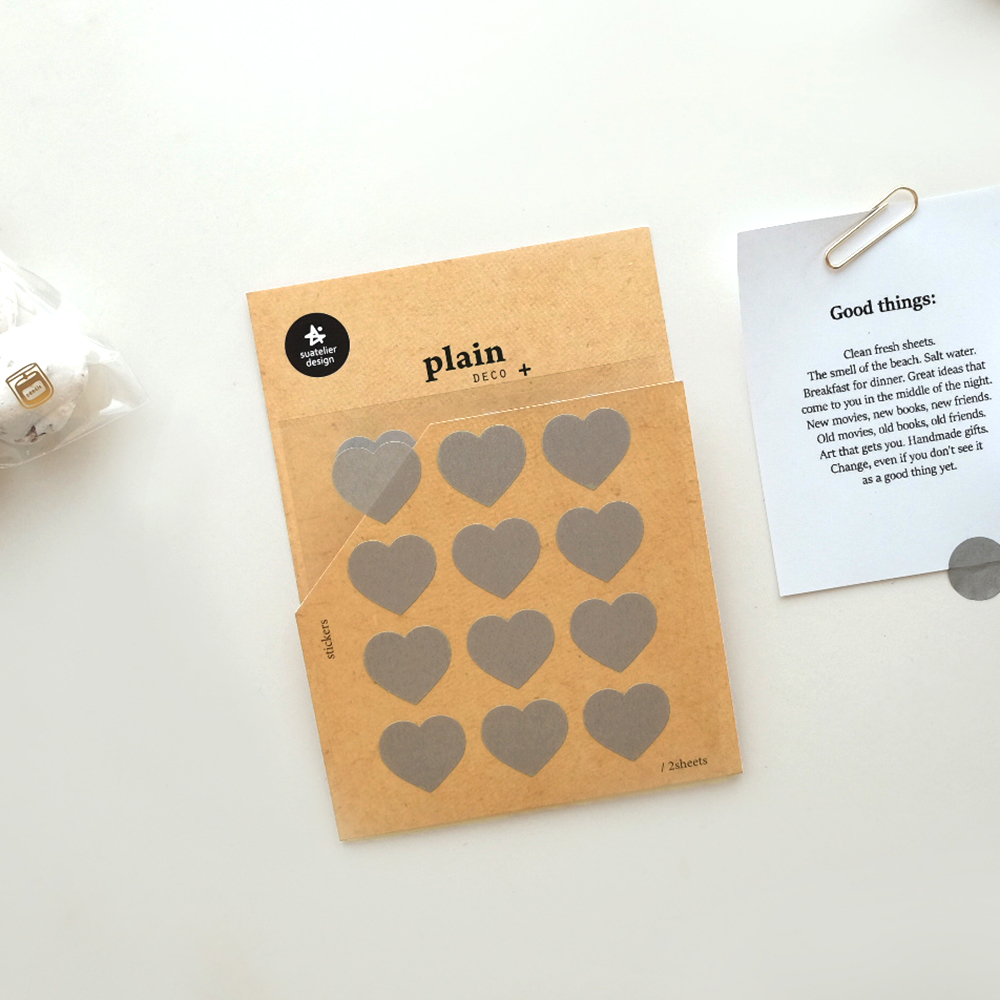 suatelier
design
plain
DECO +
stickers
/ 2sheets
Good things:
Clean fresh sheets.
The smell of the beach. Salt water.
Breakfast for dinner. Great ideas that
come to you in the middle of the night.
New movies, new books, new friends.
Old movies, old books, old friends.
Art that gets you. Handmade gifts.
Change, even if you don't see it
as a good thing yet.